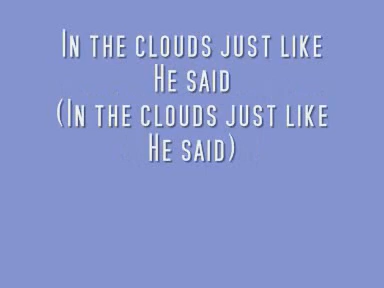 In the clouds just like
He said
(In the clouds just like
He said)